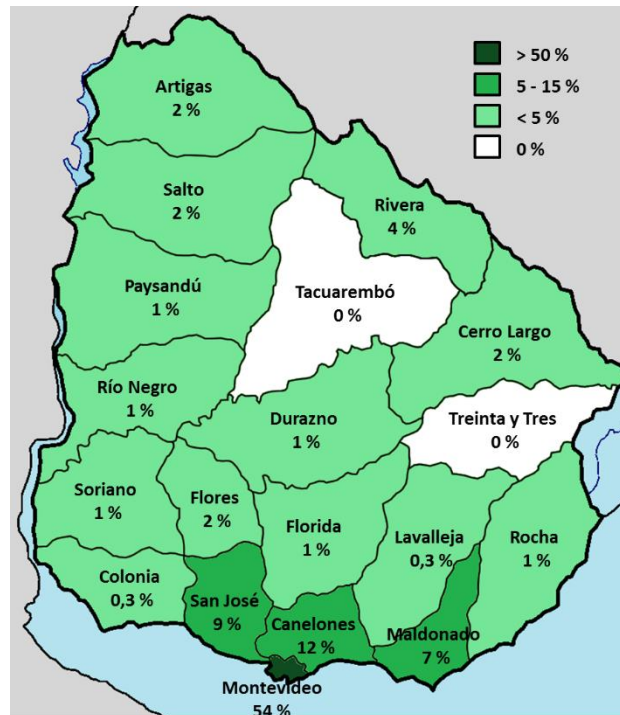 > 50 %
5 - 15 %
< 5 %
0 %
Artigas
2 %
Salto
2 %
Rivera
4 %
Paysandú
1 %
Tacuarembó
0 %
Cerro Largo
2 %
Río Negro
1 %
Durazno
1 %
Treinta y Tres
0 %
Soriano
1 %
Flores
2 %
Florida
1 %
Lavalleja
0,3 %
Rocha
1 %
Colonia
0,3 %
San José
9 %
Canelones
12 %
Maldonado
7 %
Montevideo
54 %